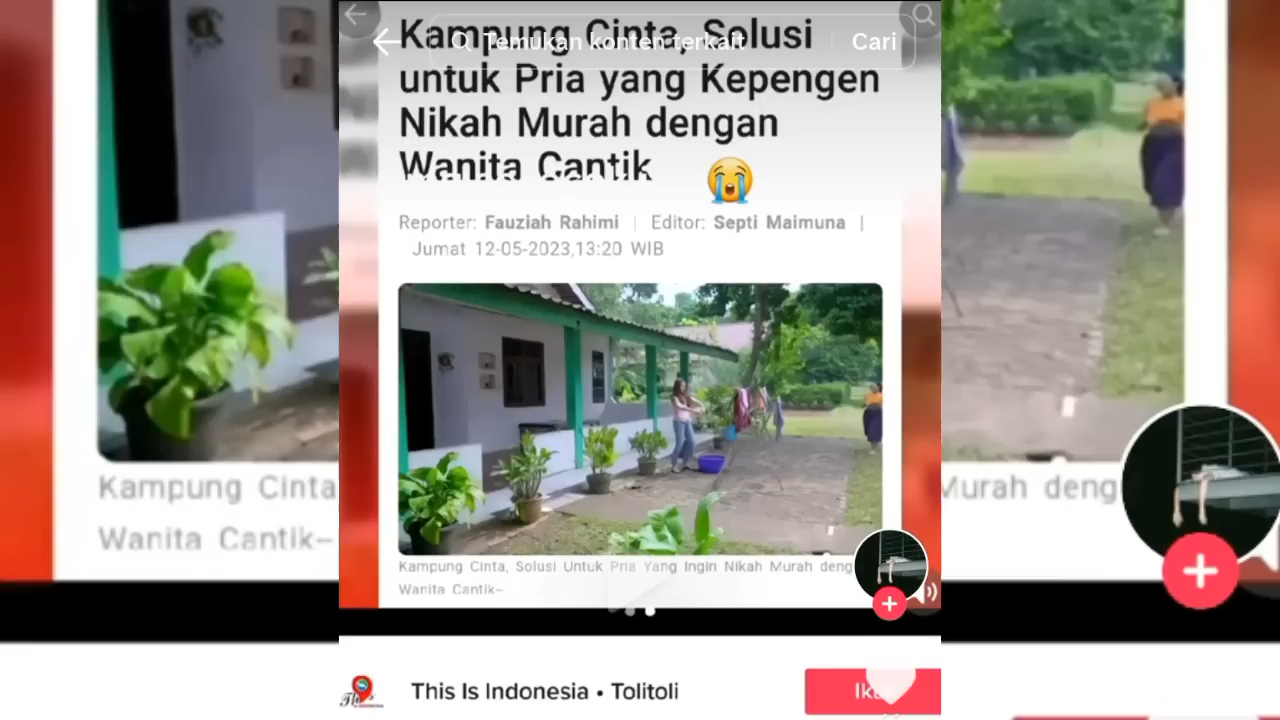 Kampung Cinta, Solusi
Temukan konten terkait
Cari
untuk Pria yang Kepengen
Nikah Murah dengan
Wanita Cantik
Reporter: Fauziah Rahimi | Editor: Septi Maimuna |
Jumat 12-05-2023,13:20 WIB
Kampung Cinta, Solusi Untuk Pria Yang Ingin Nikah Murah deng
Wanita Cantik-
Kampung Cinta
Wanita Cantik-
Murah deng
This Is Indonesia • Tolitoli